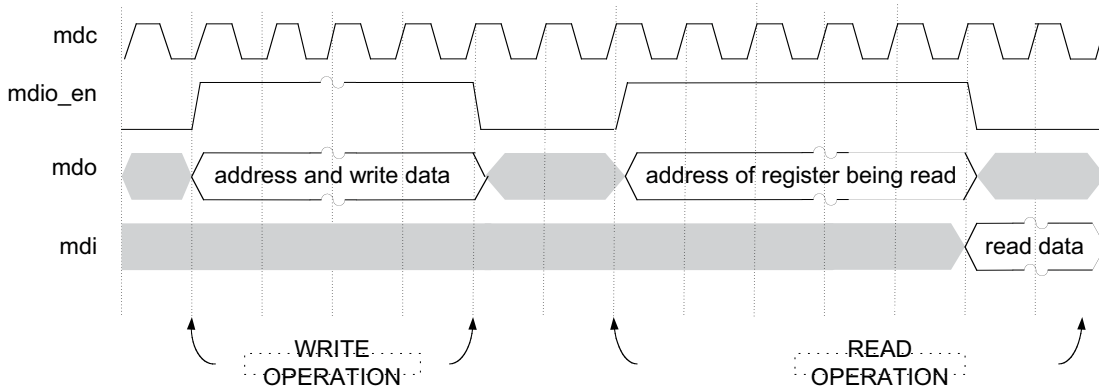 mdc
mdio_en
mdo
address and write data
address of register being read
mdi
read data
WRITE
OPERATION
READ
OPERATION